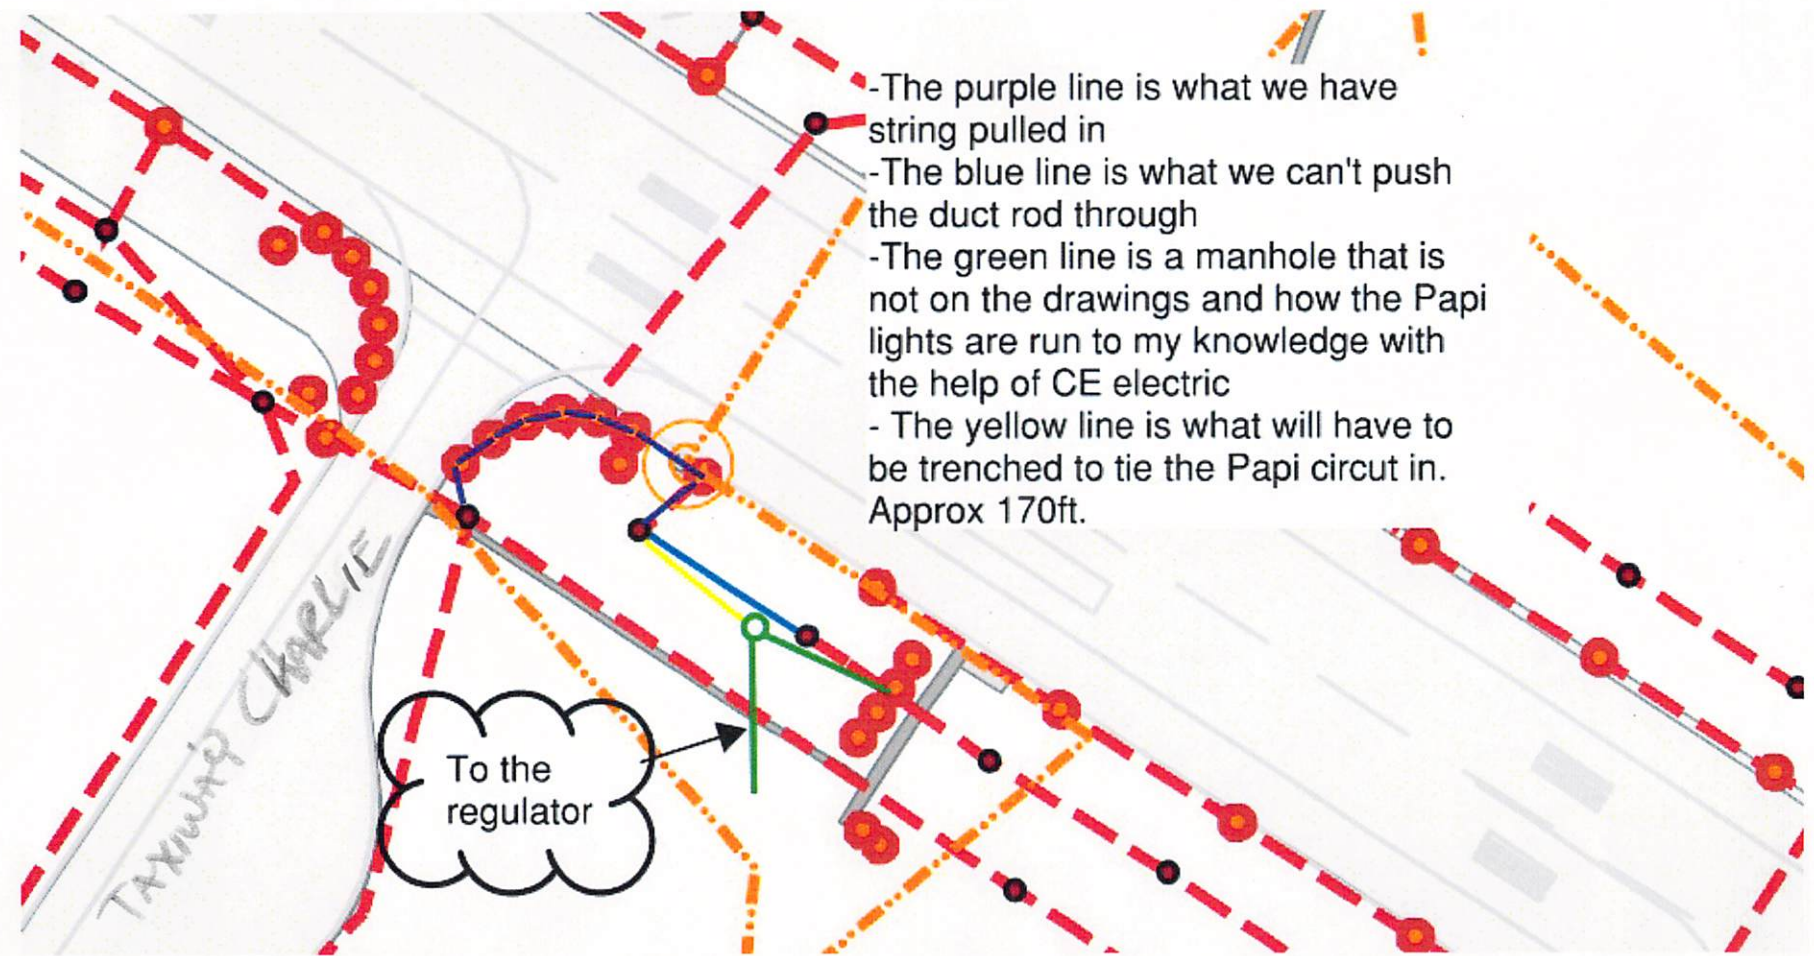 -The purple line is what we have
string pulled in
-The blue line is what we can't push
the duct rod through
-The green line is a manhole that is
not on the drawings and how the Papi
lights are run to my knowledge with
the help of CE electric
- The yellow line is what will have to
be trenched to tie the Papi circut in.
Approx 170ft.
TAXIWAY CHARLIE
To the
regulator